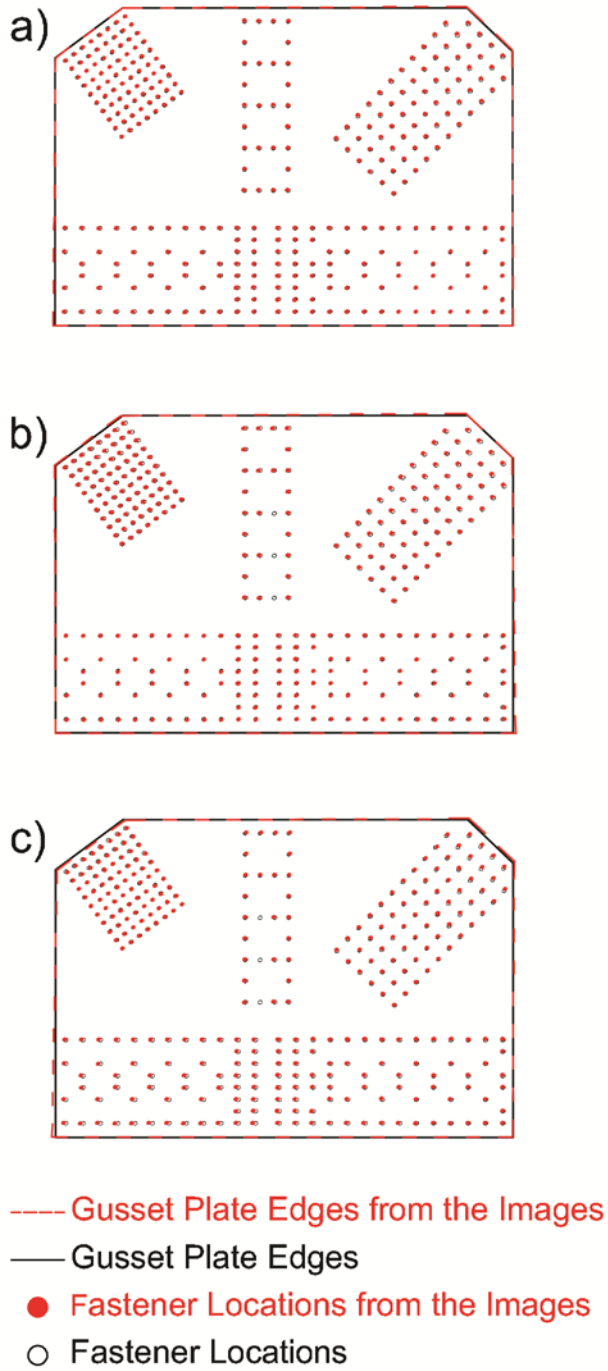 a)
b)
c)
Gusset Plate Edges from the Images
Gusset Plate Edges
Fastener Locations from the Images
Fastener Locations